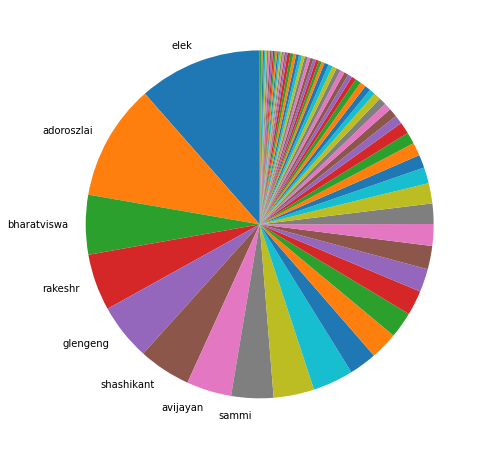 elek
adoroszlai
bharatviswa
rakeshr
glengeng
shashikant
avijayan
sammi